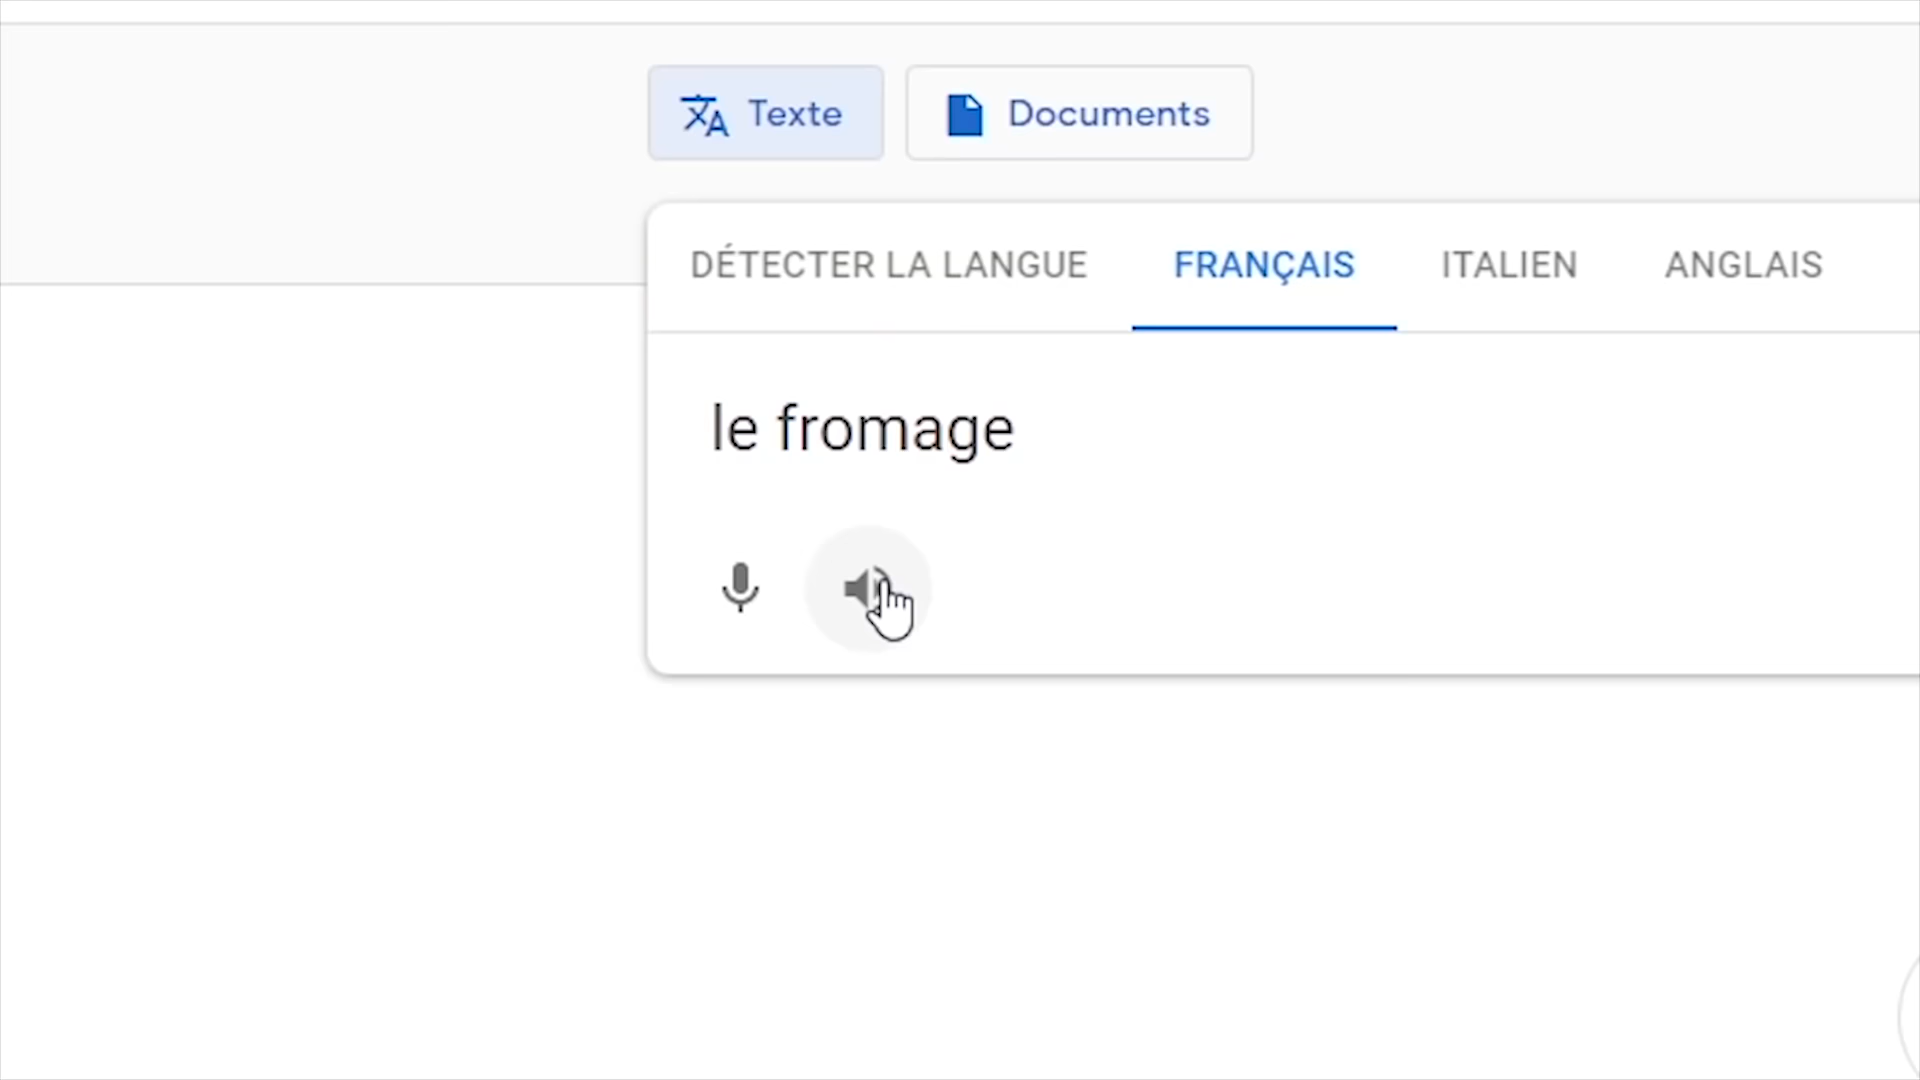 Texte Documents
DÉTECTER LA LANGUE FRANÇAIS ITALIEN ANGLAIS
le fromage